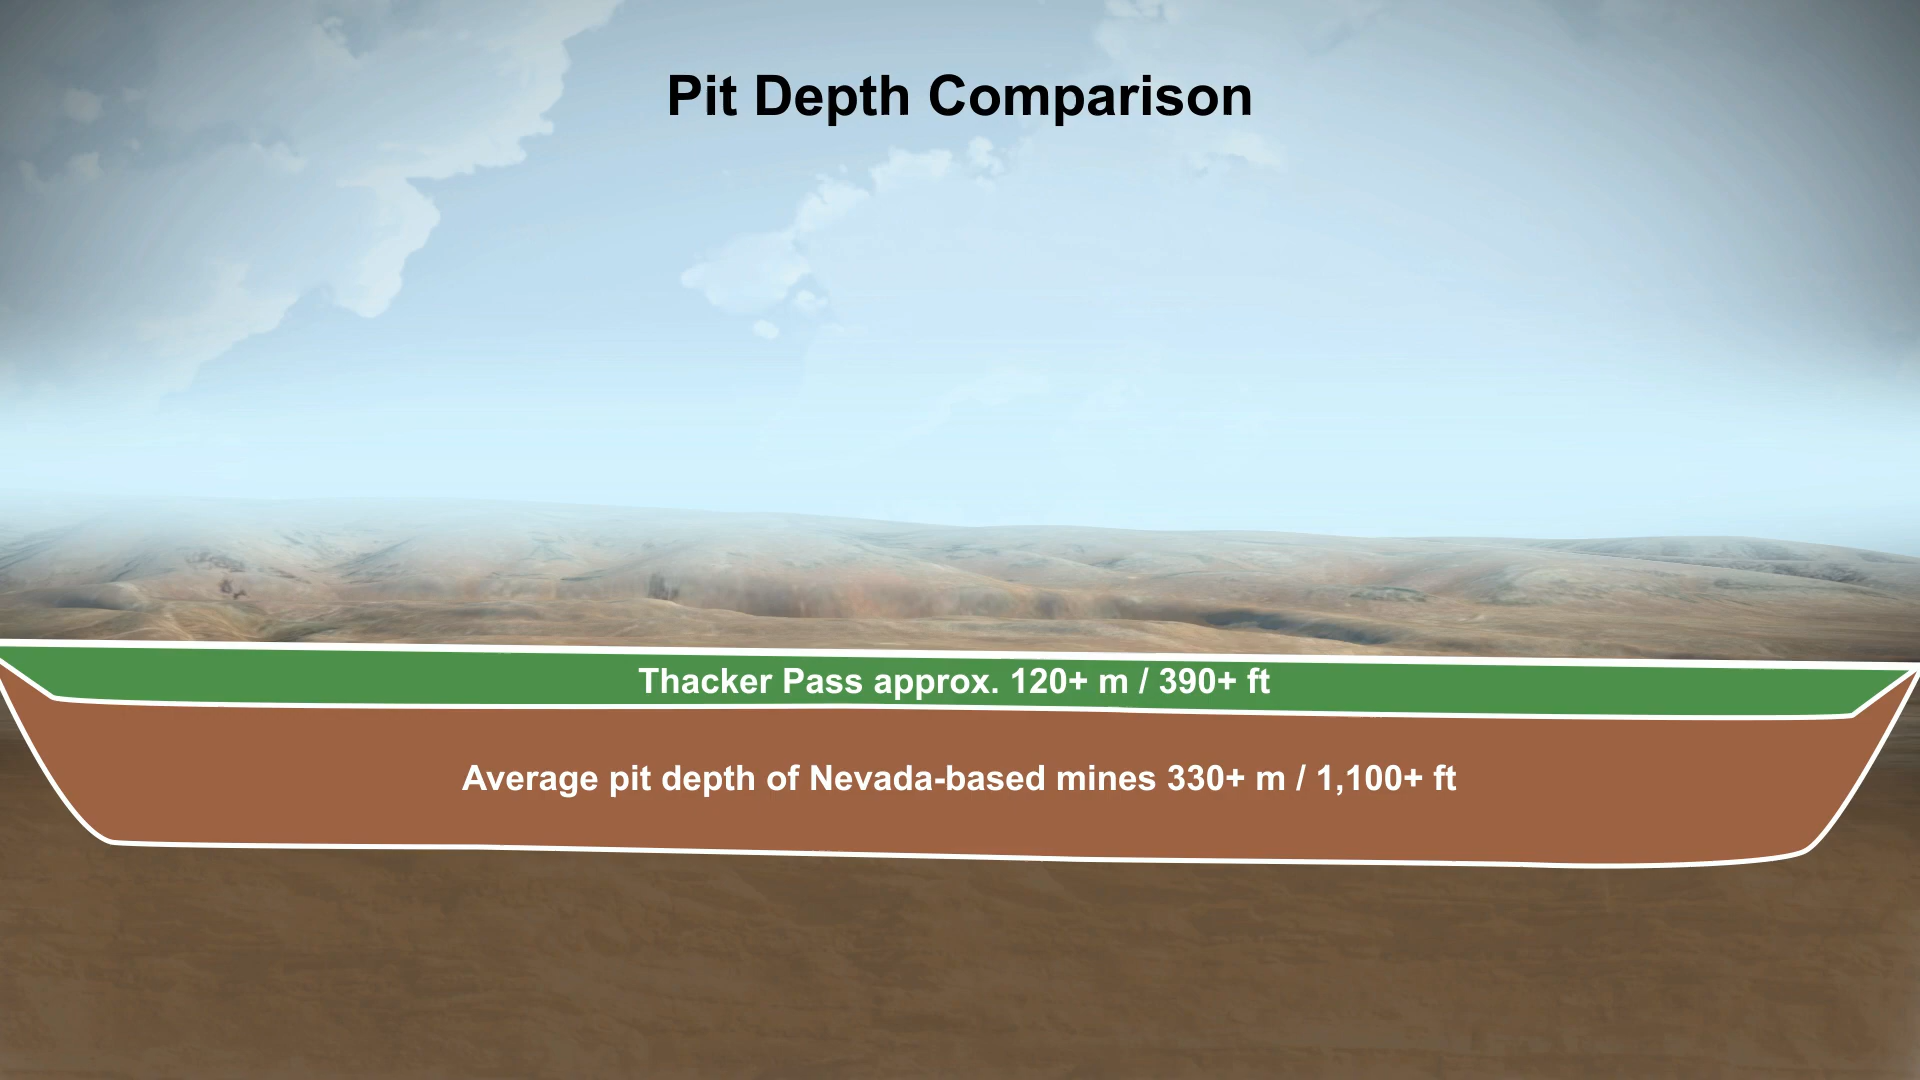 Pit Depth Comparison
Thacker Pass approx. 120+ m / 390+ ft
Average pit depth of Nevada-based mines 330+ m / 1,100+ ft